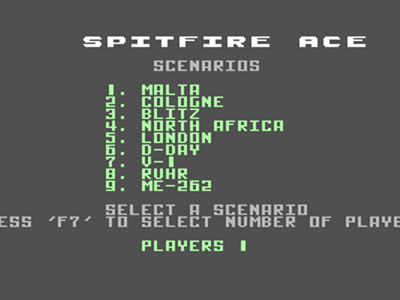 SPITFIRE ACE
SCENARIOS
1. MALTA
2. COLOGNE
3. BLITZ
4. NORTH AFRICA
5. LONDON
6. D-DAY
7. V-1
8. RUHR
9. ME-262
SELECT A SCENARIO
ESS 'F7' TO SELECT NUMBER OF PLAYE
PLAYERS 1